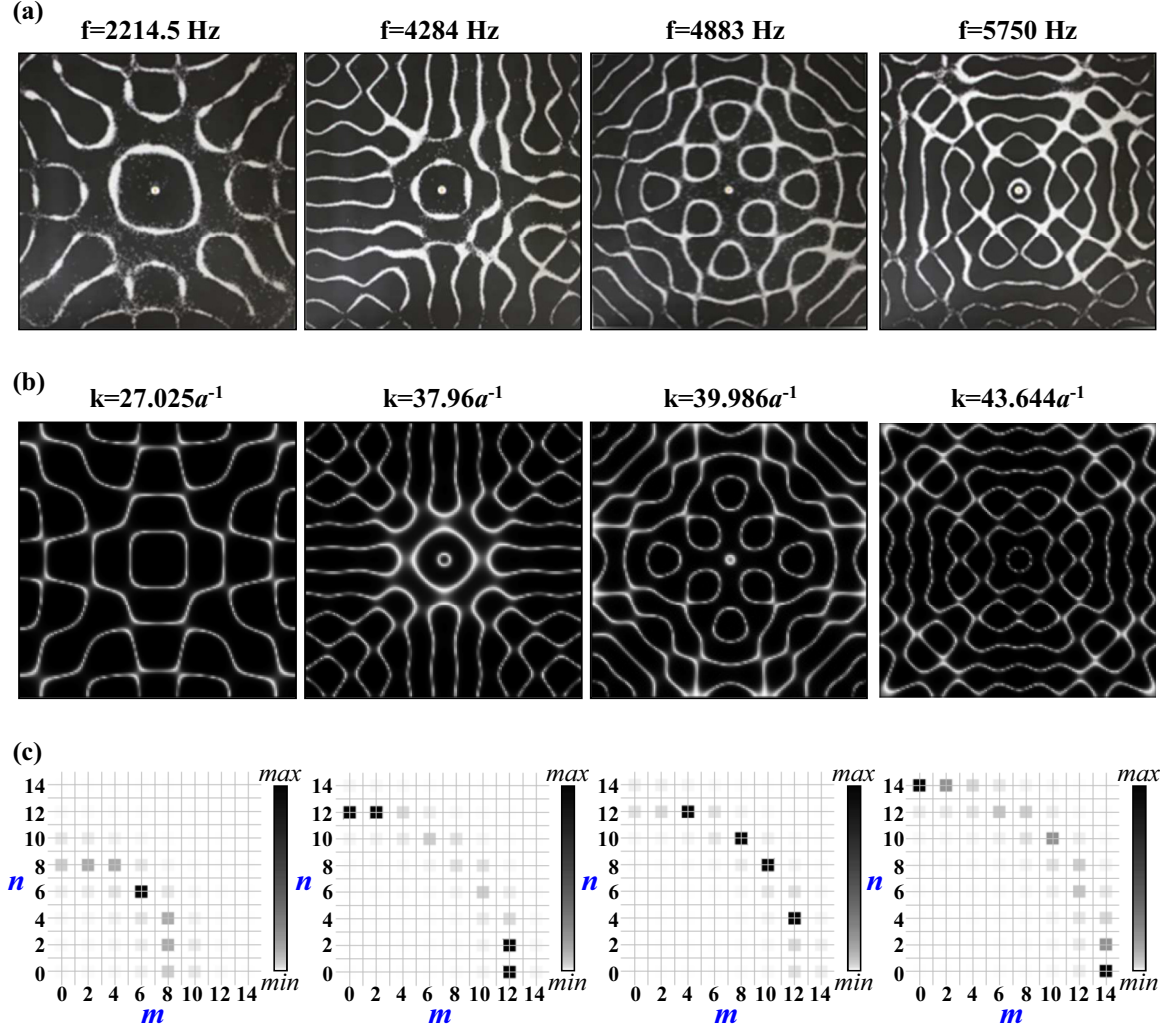 (a)
f=2214.5 Hz f=4284 Hz f=4883 Hz f=5750 Hz
(b)
k=27.025a⁻¹ k=37.96a⁻¹ k=39.986a⁻¹ k=43.644a⁻¹
(c)
max max max max
14 14 14 14
12 12 12 12
10 10 10 10
8 8 8 8
n n n n
6 6 6 6
4 4 4 4
2 2 2 2
0 0 0 0
min min min min
0 2 4 6 8 10 12 14 0 2 4 6 8 10 12 14 0 2 4 6 8 10 12 14 0 2 4 6 8 10 12 14
m m m m